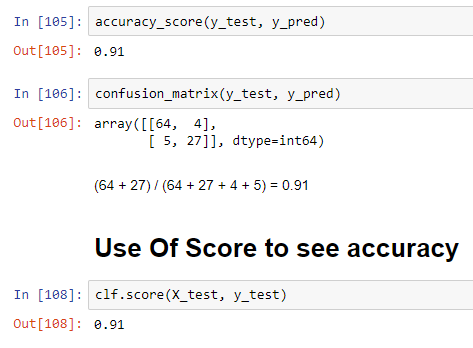 In [105]: accuracy_score(y_test, y_pred)
Out[105]: 0.91
In [106]: confusion_matrix(y_test, y_pred)
Out[106]: array([[64,  4],
       [ 5, 27]], dtype=int64)
(64 + 27) / (64 + 27 + 4 + 5) = 0.91
Use Of Score to see accuracy
In [108]: clf.score(X_test, y_test)
Out[108]: 0.91